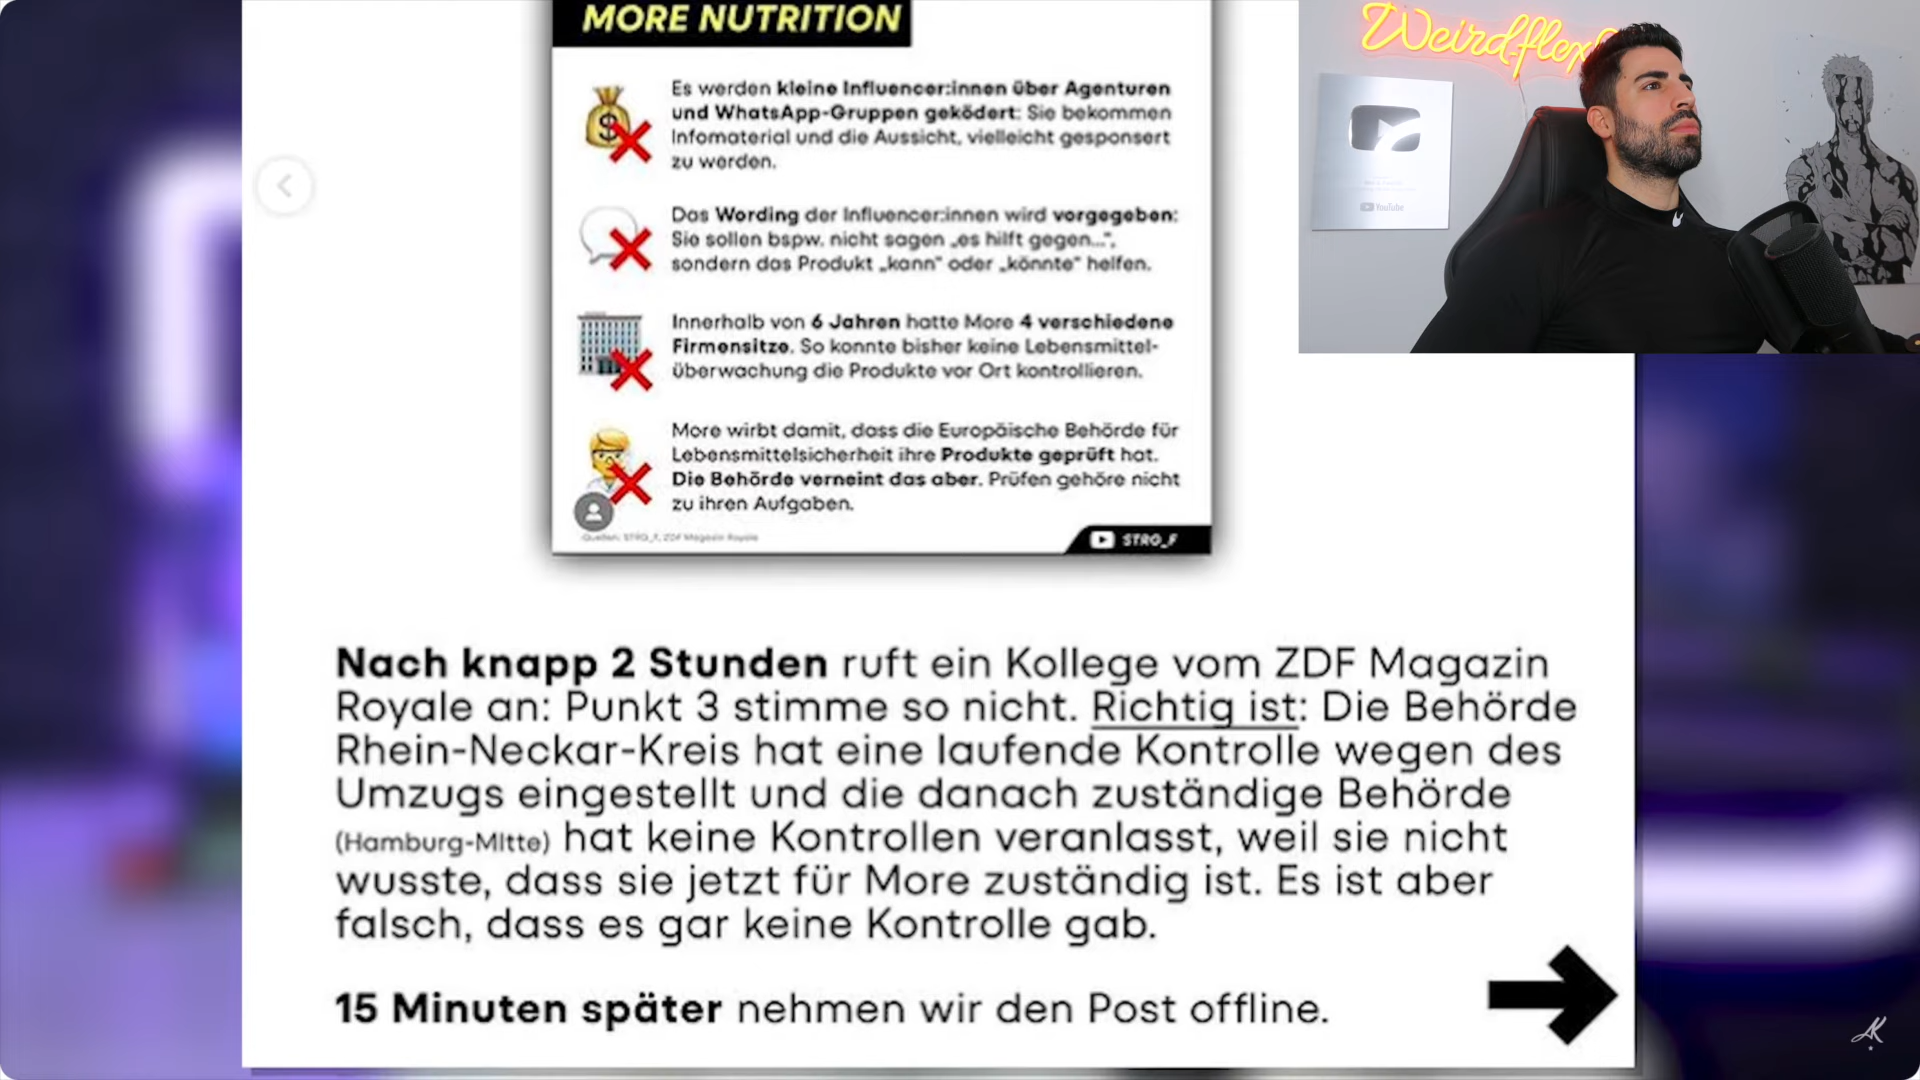 MORE NUTRITION
Es werden kleine Influencer:innen über Agenturen
und WhatsApp-Gruppen geködert: Sie bekommen
Infomaterial und die Aussicht, vielleicht gesponsert
zu werden.
Das Wording der Influencer:innen wird vorgegeben:
Sie sollen bspw. nicht sagen „es hilft gegen...“,
sondern das Produkt „kann“ oder „könnte“ helfen.
Innerhalb von 6 Jahren hatte More 4 verschiedene
Firmensitze. So konnte bisher keine Lebensmittel-
überwachung die Produkte vor Ort kontrollieren.
More wirbt damit, dass die Europäische Behörde für
Lebensmittelsicherheit ihre Produkte geprüft hat.
Die Behörde verneint das aber. Prüfen gehöre nicht
zu ihren Aufgaben.
Quellen: STRG_F, ZDF Magazin Royale
STRG_F
Nach knapp 2 Stunden ruft ein Kollege vom ZDF Magazin
Royale an: Punkt 3 stimme so nicht. Richtig ist: Die Behörde
Rhein-Neckar-Kreis hat eine laufende Kontrolle wegen des
Umzugs eingestellt und die danach zuständige Behörde
(Hamburg-MItte) hat keine Kontrollen veranlasst, weil sie nicht
wusste, dass sie jetzt für More zuständig ist. Es ist aber
falsch, dass es gar keine Kontrolle gab.
15 Minuten später nehmen wir den Post offline.
Weirdflex
YouTube
AK